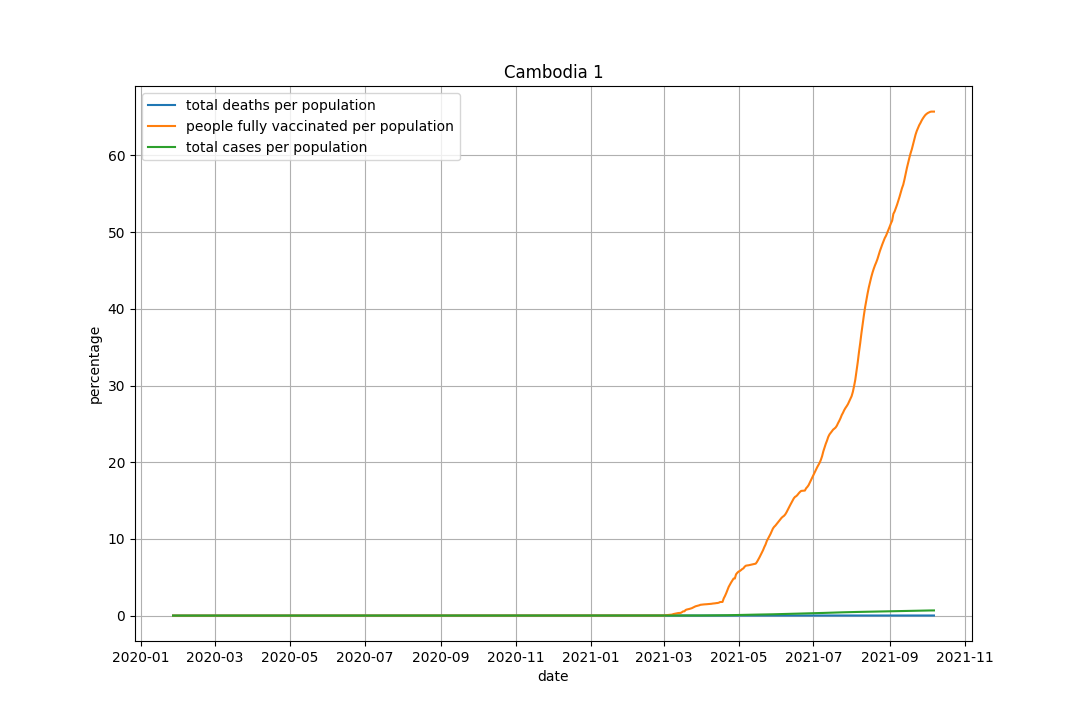 Cambodia 1
total deaths per population
people fully vaccinated per population
total cases per population
percentage
60
50
40
30
20
10
0
2020-01 2020-03 2020-05 2020-07 2020-09 2020-11 2021-01 2021-03 2021-05 2021-07 2021-09 2021-11
date